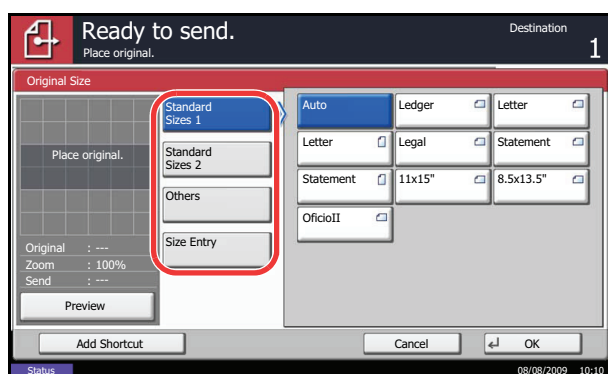 Ready to send.
Destination
Place original.
1
Original Size
Place original.
Original : ---
Zoom : 100%
Send : ---
Preview
Standard
Sizes 1
Standard
Sizes 2
Others
Size Entry
Auto
Ledger
Letter
Letter
Legal
Statement
Statement
11x15"
8.5x13.5"
OficioII
Add Shortcut
Cancel
OK
Status
08/08/2009 10:10